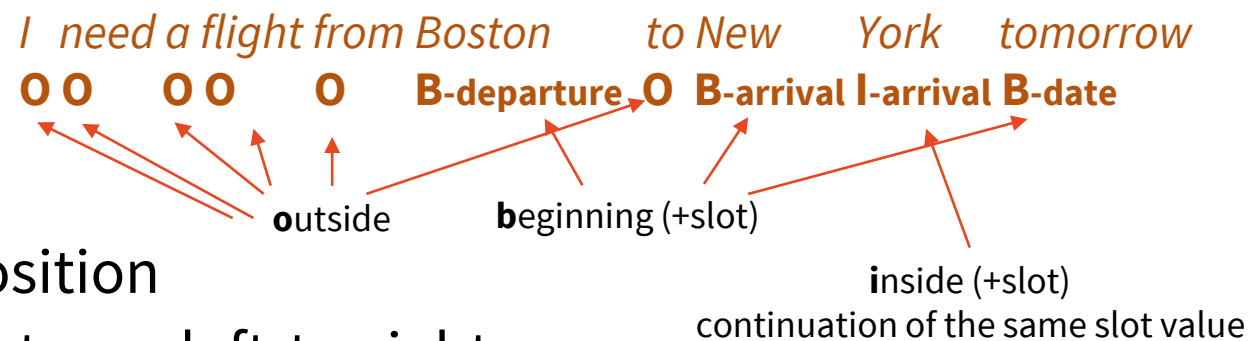 I need a flight from Boston to New York tomorrow
O O O O O B-departure O B-arrival I-arrival B-date
outside beginning (+slot)
osition
inside (+slot)
continuation of the same slot value